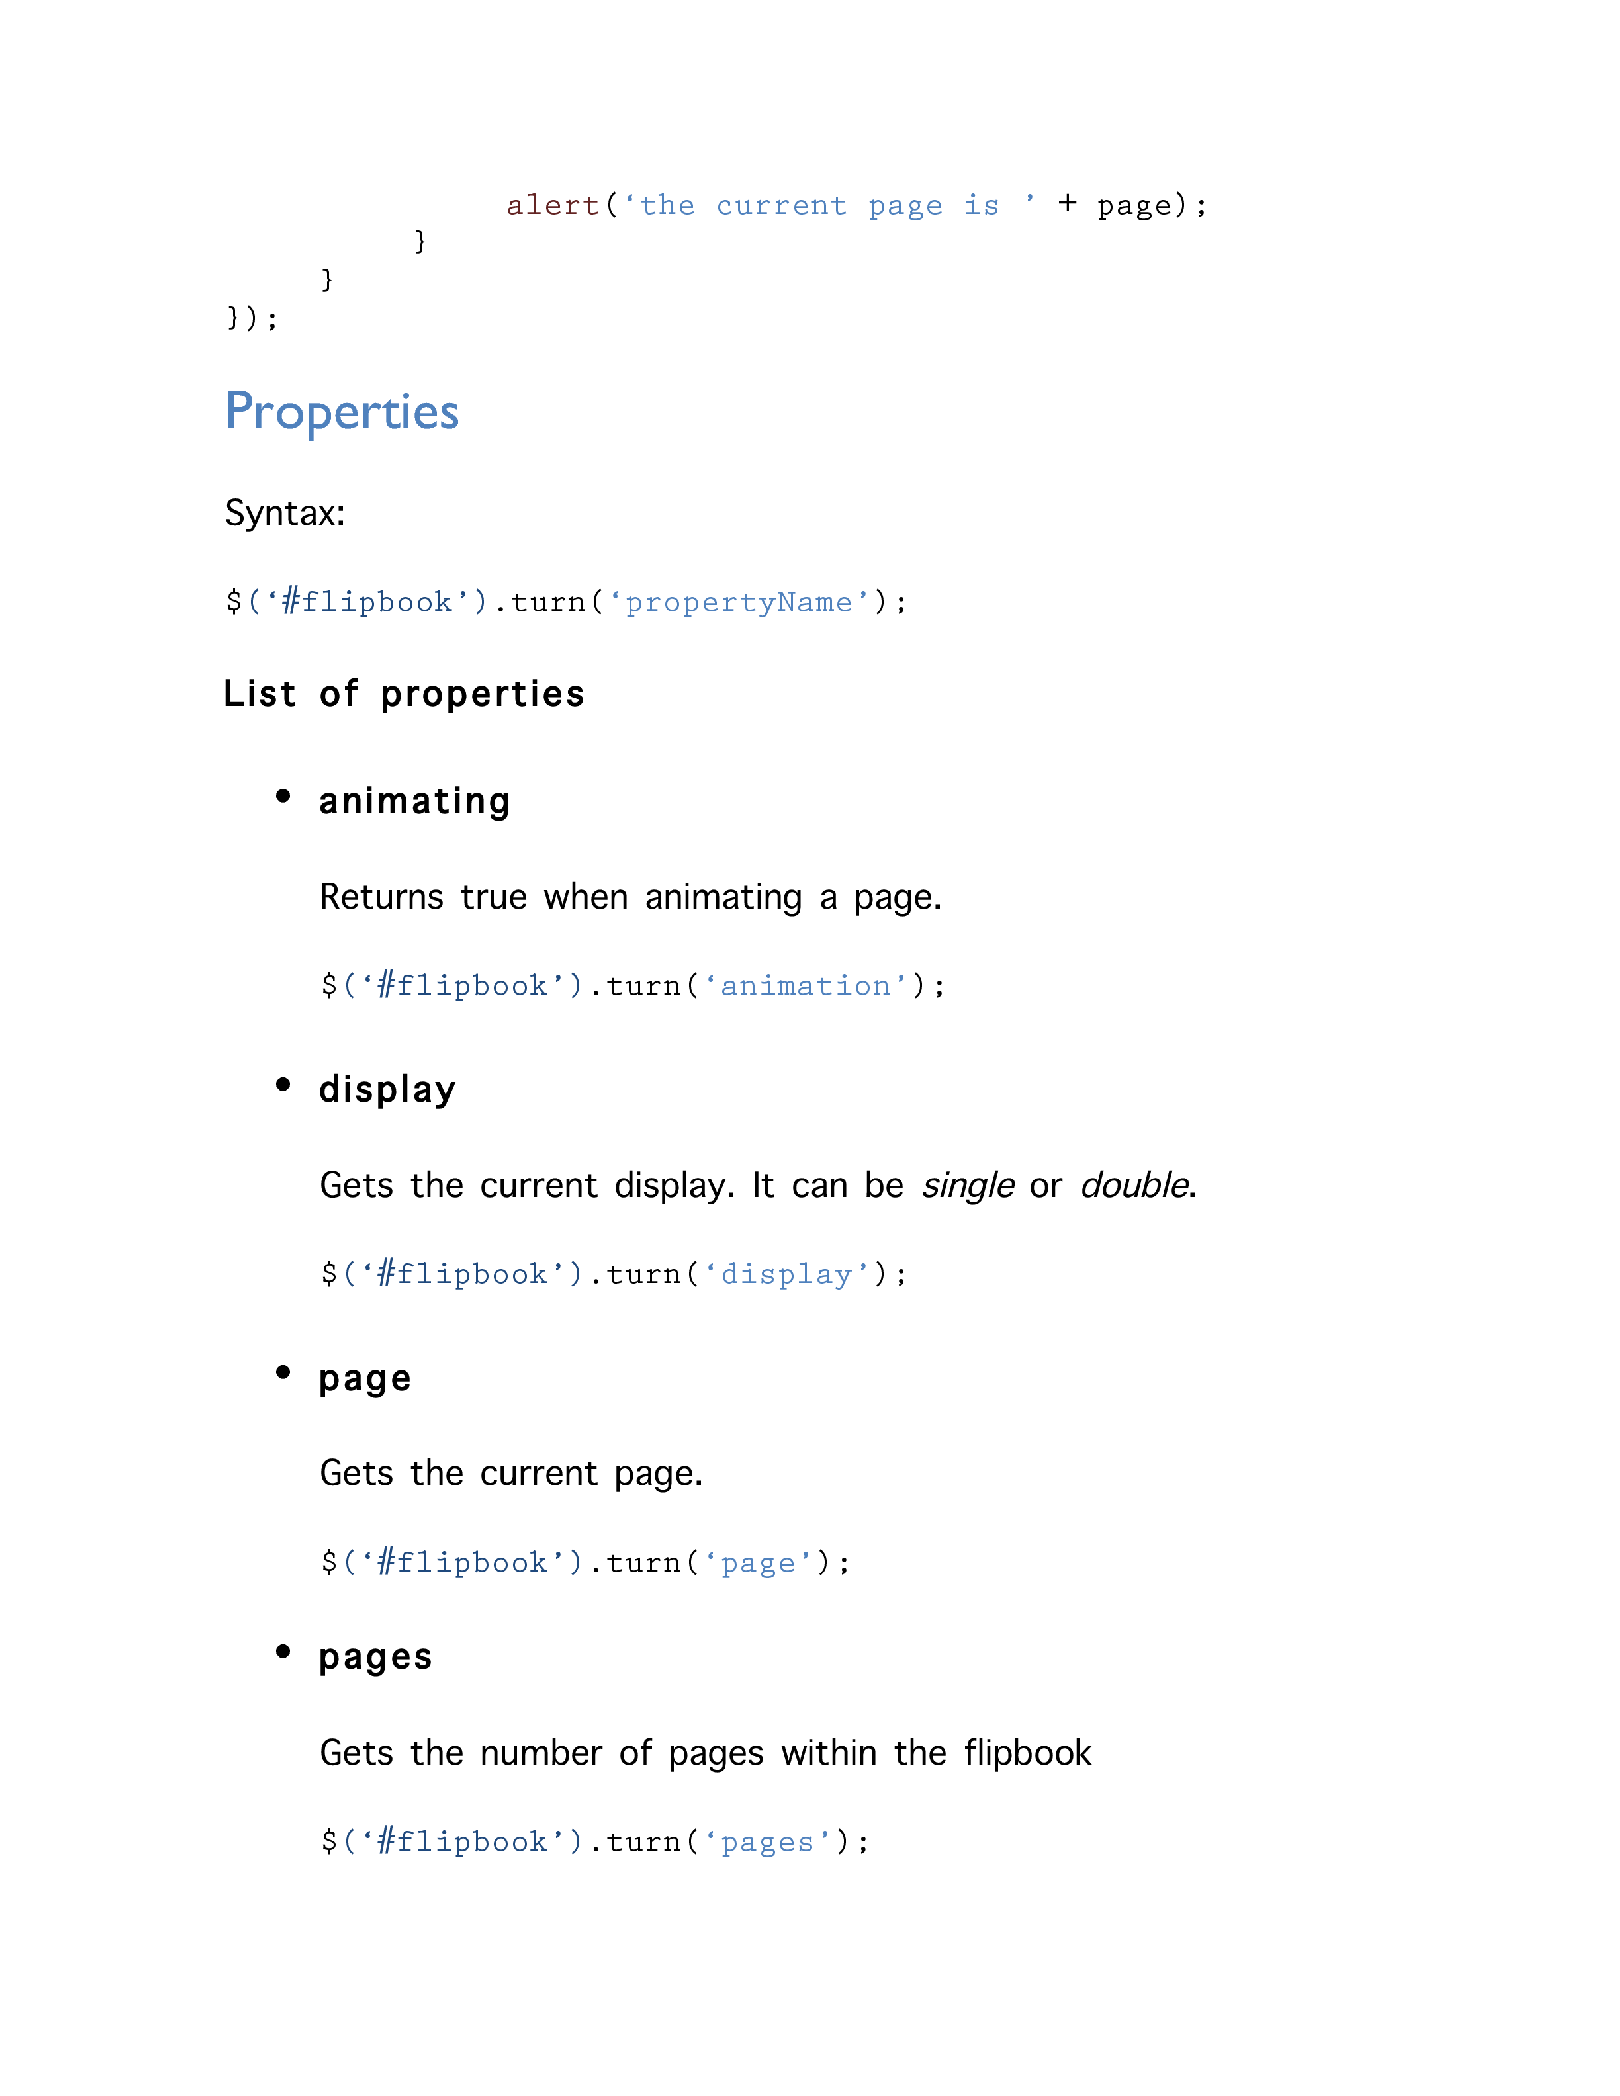 alert(‘the current page is ’ + page);
}
}
});
Properties
Syntax:
$(‘#flipbook’).turn(‘propertyName’);
List of properties
• animating
Returns true when animating a page.
$(‘#flipbook’).turn(‘animation’);
• display
Gets the current display. It can be single or double.
$(‘#flipbook’).turn(‘display’);
• page
Gets the current page.
$(‘#flipbook’).turn(‘page’);
• pages
Gets the number of pages within the flipbook
$(‘#flipbook’).turn(‘pages’);